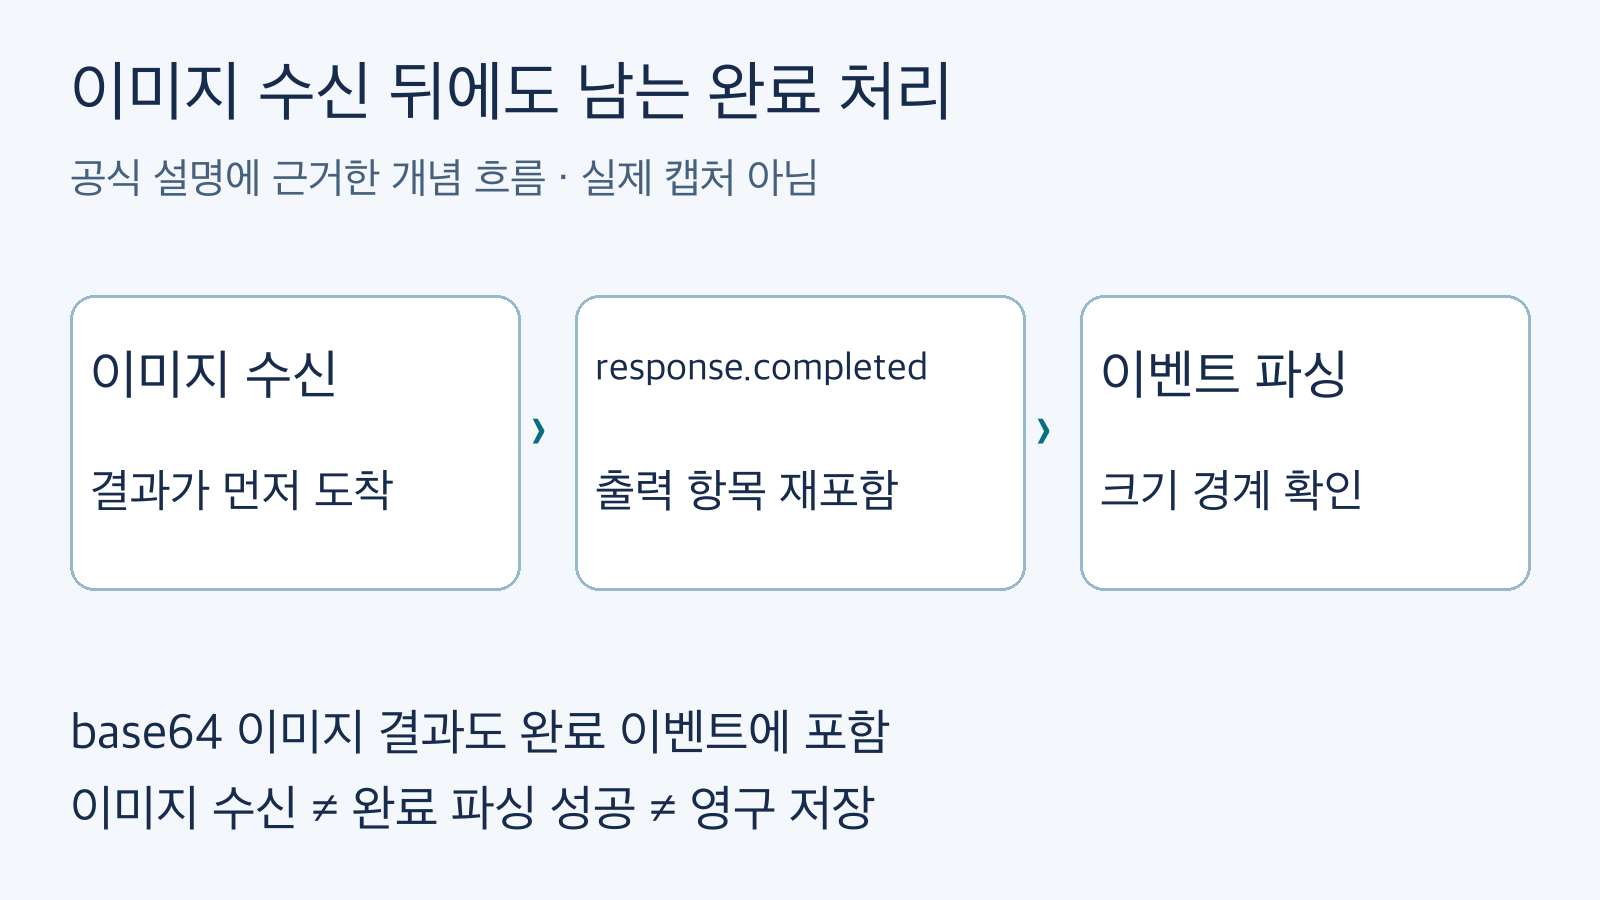 이미지 수신 뒤에도 남는 완료 처리
공식 설명에 근거한 개념 흐름 · 실제 캡처 아님
이미지 수신
결과가 먼저 도착
›
response.completed
출력 항목 재포함
›
이벤트 파싱
크기 경계 확인
base64 이미지 결과도 완료 이벤트에 포함
이미지 수신 ≠ 완료 파싱 성공 ≠ 영구 저장